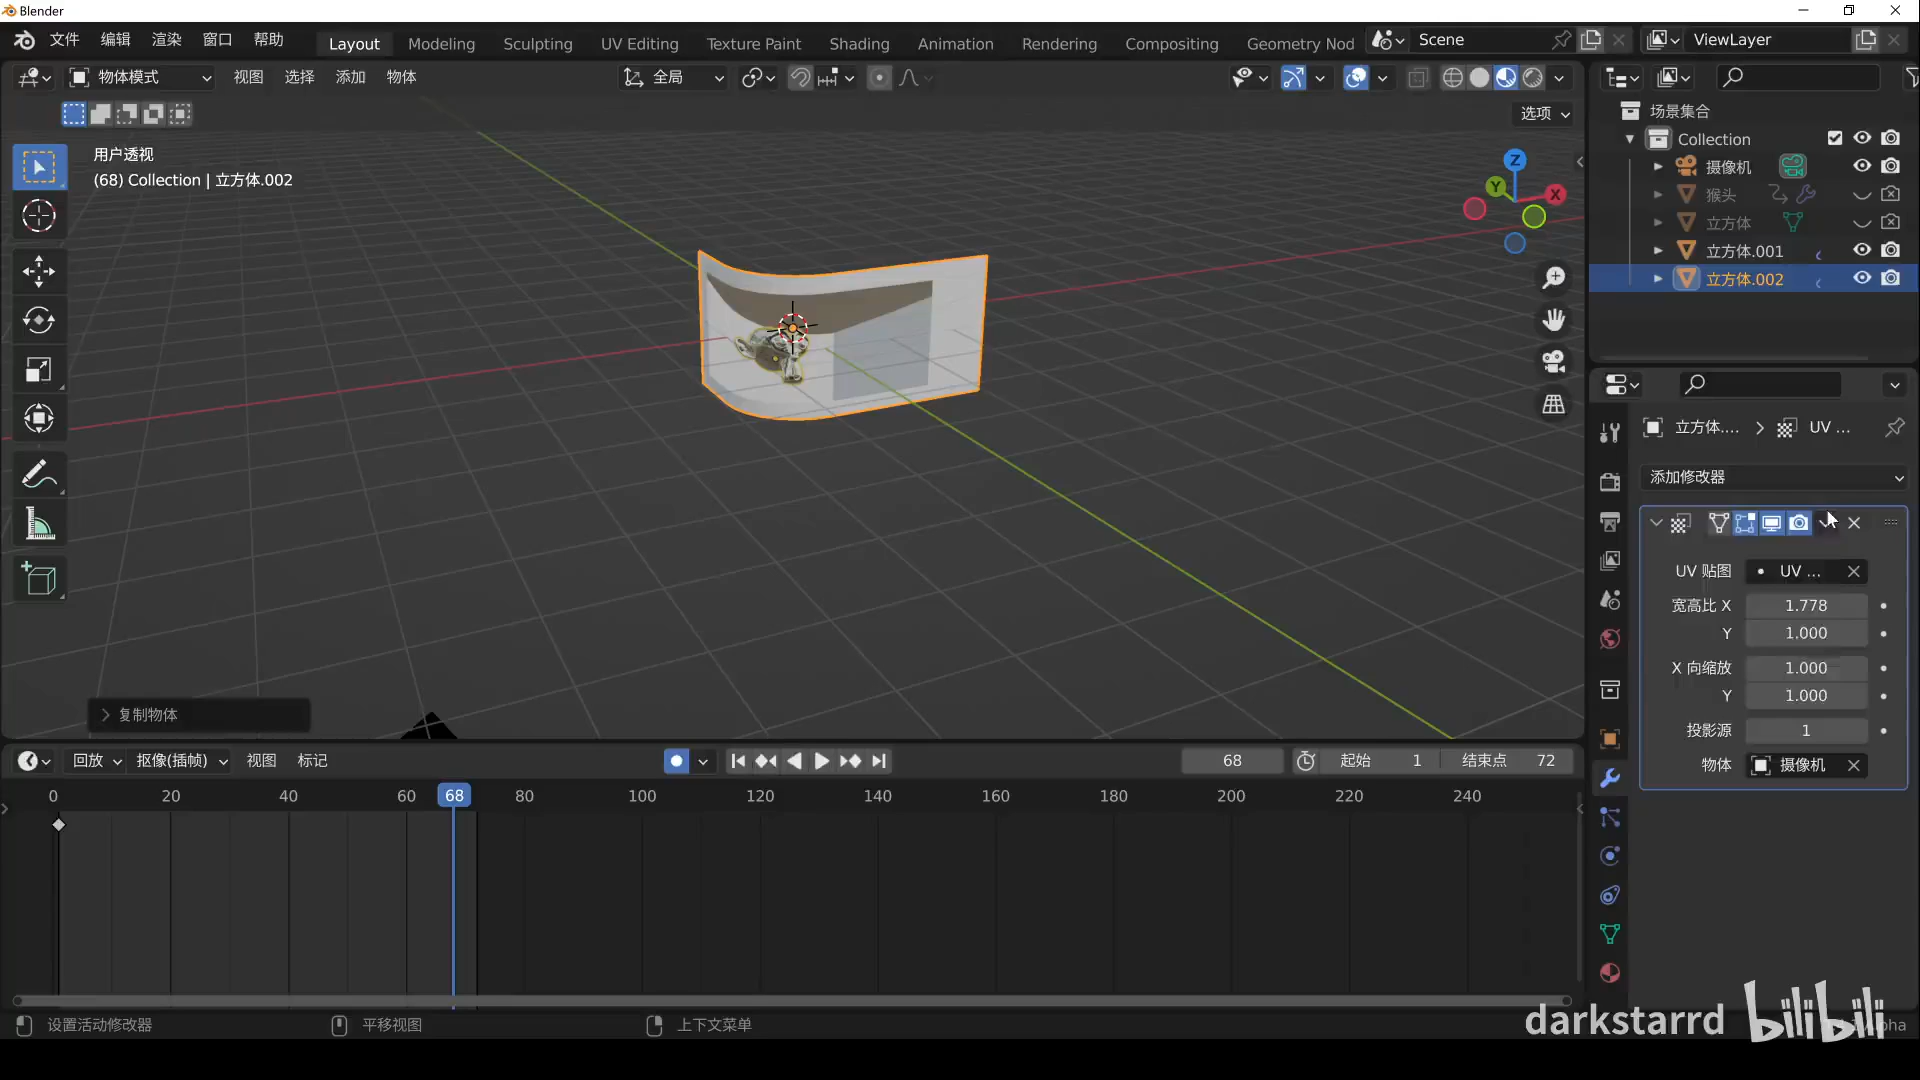 Blender
文件 编辑 渲染 窗口 帮助 Layout Modeling Sculpting UV Editing Texture Paint Shading Animation Rendering Compositing Geometry Nod Scene ViewLayer
物体模式 视图 选择 添加 物体 全局
选项
用户透视
(68) Collection | 立方体.002
Z
Y
X
场景集合
Collection
摄像机
猴头
立方体
立方体.001
立方体.002
立方体.... UV ...
添加修改器
UV 贴图 UV ...
宽高比 X 1.778
Y 1.000
X 向缩放 1.000
Y 1.000
投影源 1
物体 摄像机
复制物体
回放 抠像(插帧) 视图 标记 68 起始 1 结束点 72
0 20 40 60 68 80 100 120 140 160 180 200 220 240
设置活动修改器 平移视图 上下文菜单
darkstarrd bilibili